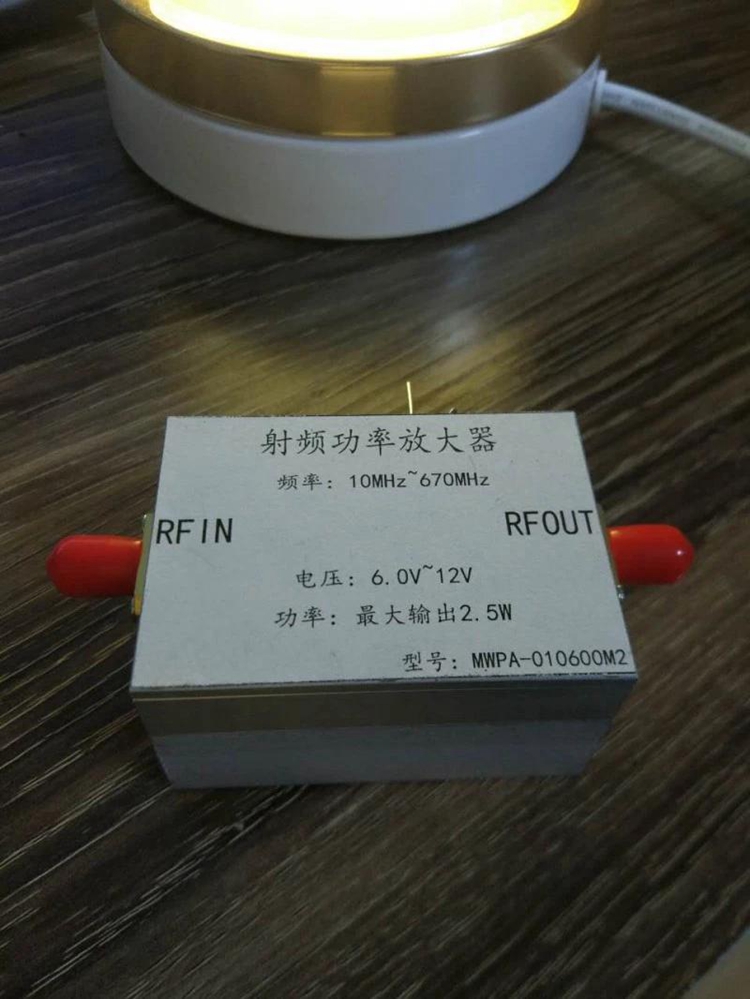 射频功率放大器
频率：10MHz~670MHz
RFIN
RFOUT
电压：6.0V~12V
功率：最大输出2.5W
型号：MWPA-010600M2